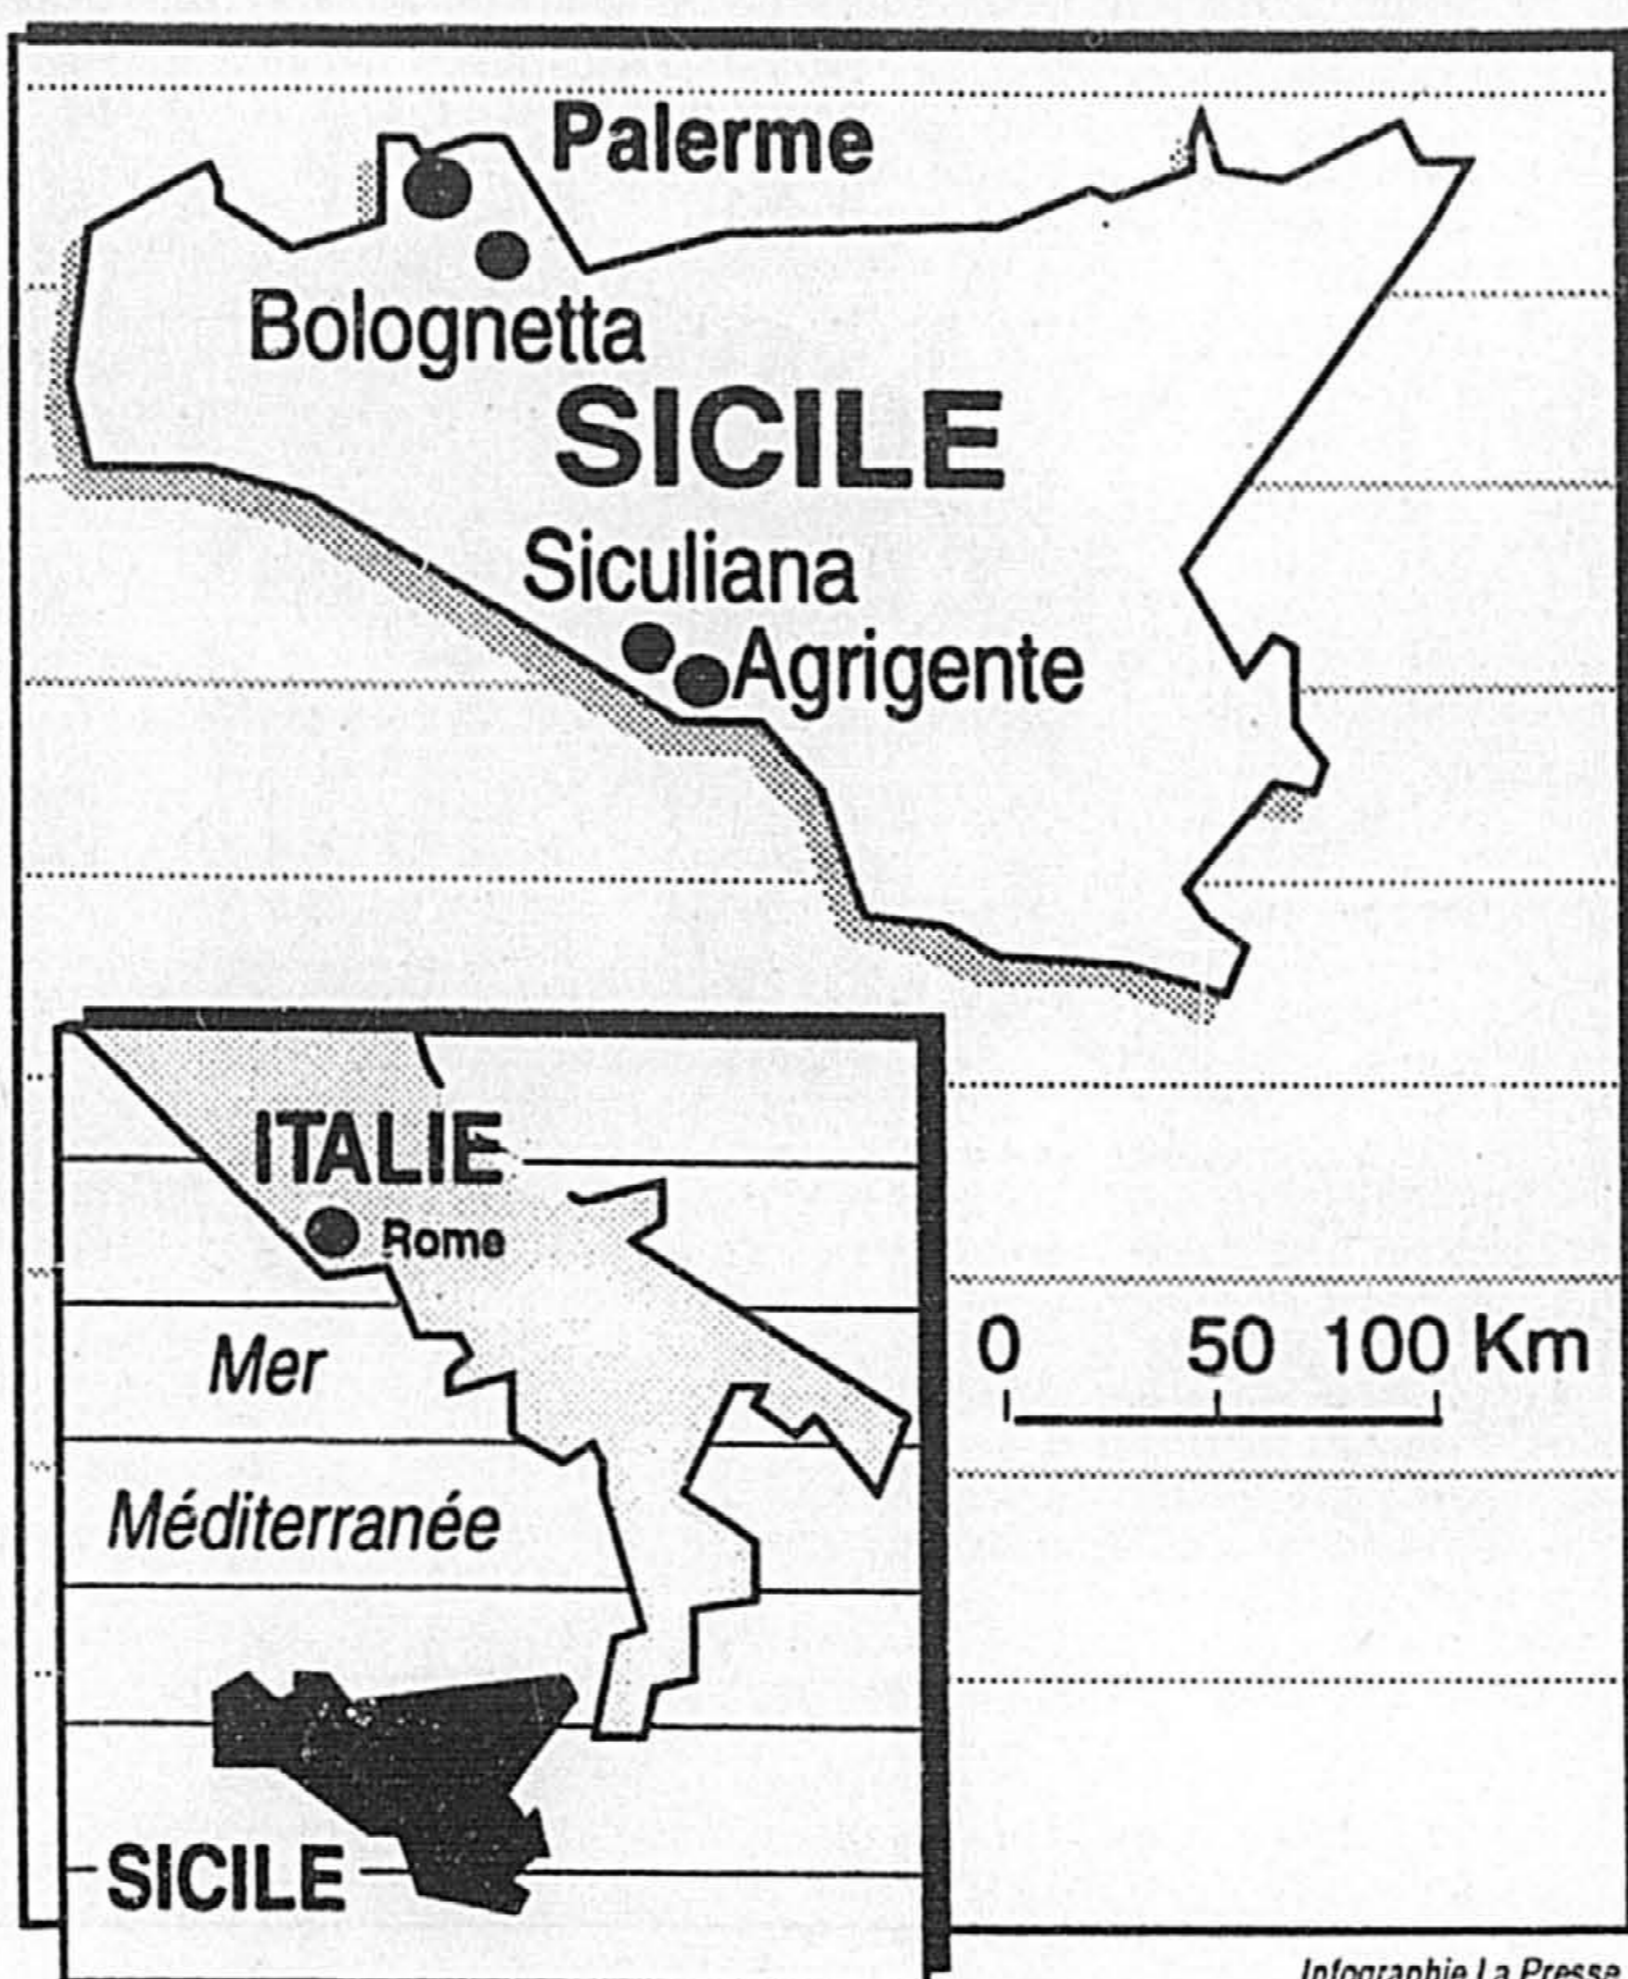 Palerme
Bolognetta
SICILE
Siculiana
Agrigente
ITALIE
Rome
Mer
Méditerranée
SICILE
0 50 100 Km
Infographie La Presse